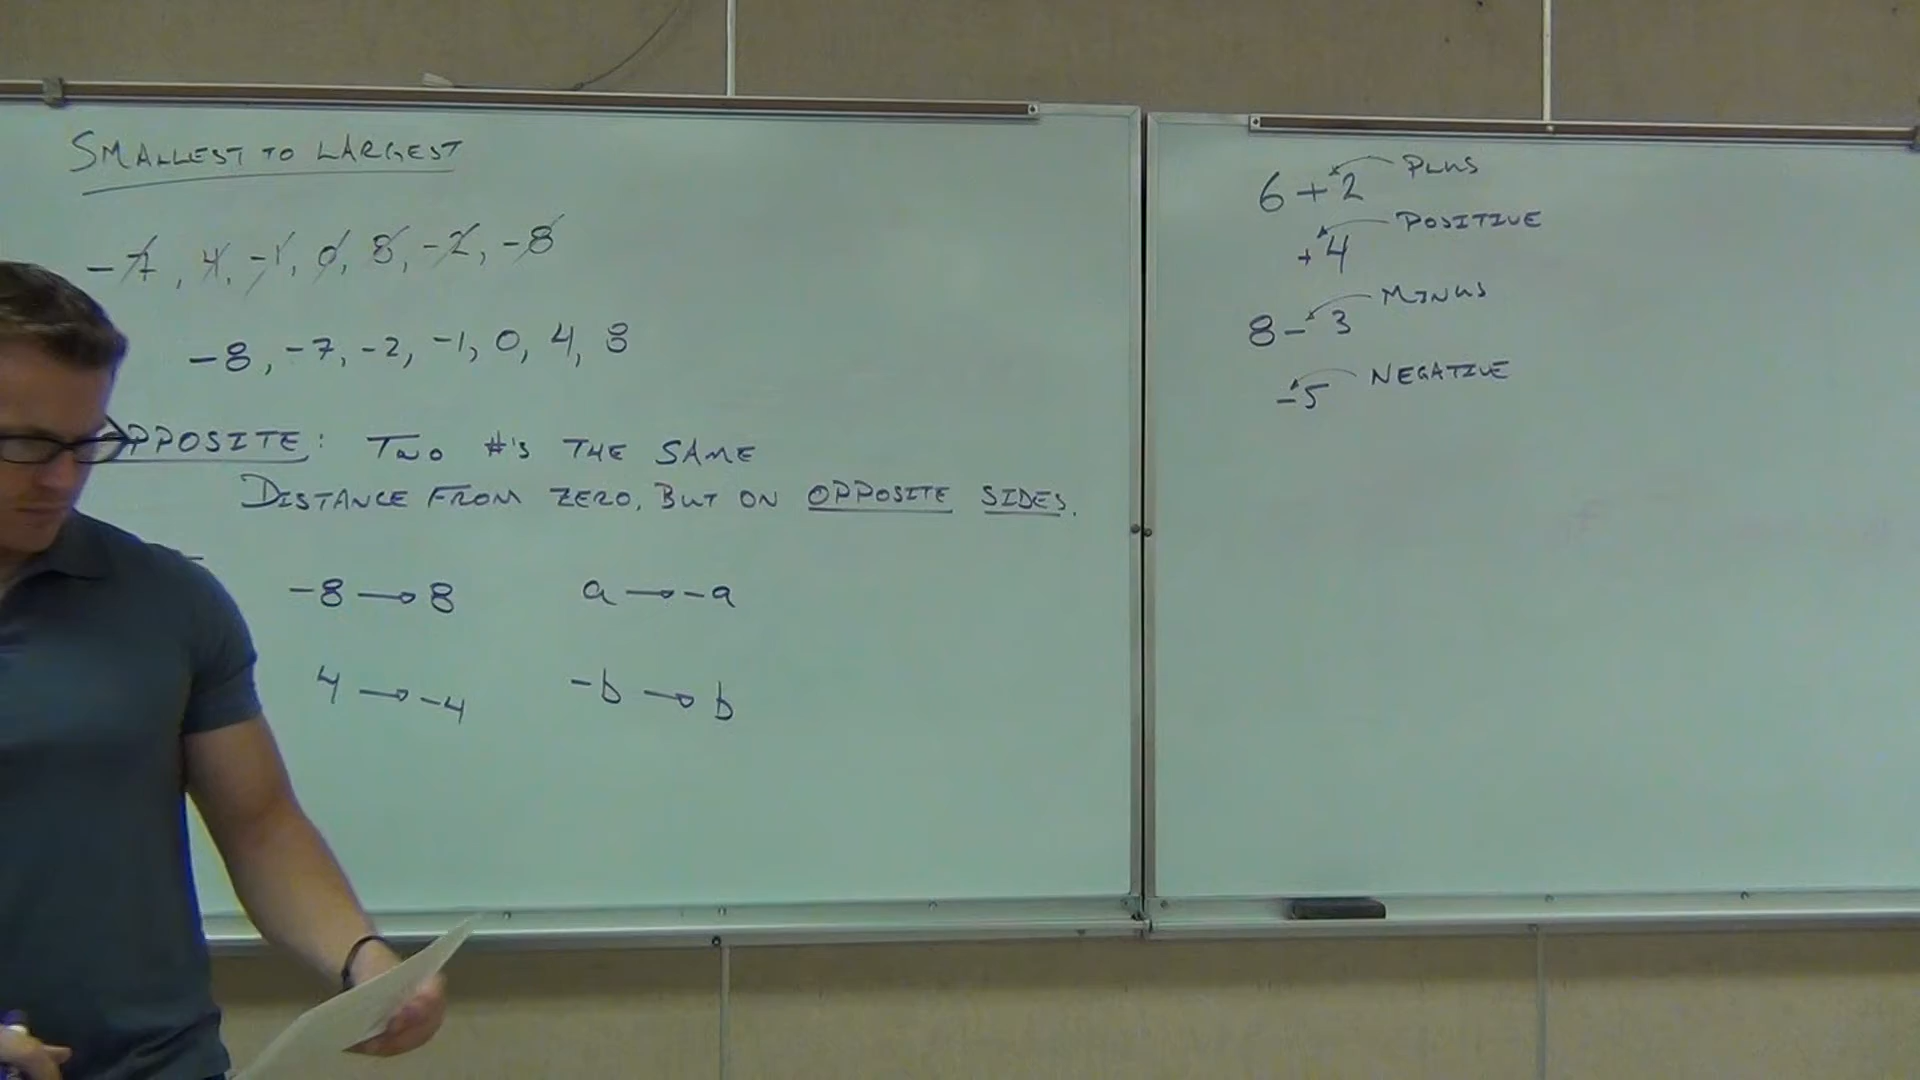 SMALLEST TO LARGEST
-7, 4, -1, 0, 8, -2, -8
-8, -7, -2, -1, 0, 4, 8
OPPOSITE: TWO #'S THE SAME
DISTANCE FROM ZERO, BUT ON OPPOSITE SIDES.
-8 → 8 a → -a
4 → -4 -b → b
6 + 2 PLUS
+4 POSITIVE
8 - 3 MINUS
-5 NEGATIVE